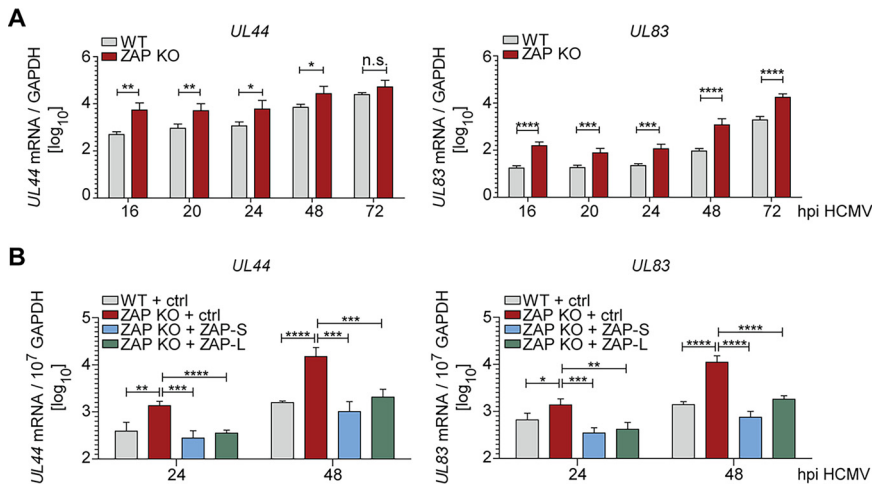 A
UL44
WT
ZAP KO
UL44 mRNA / GAPDH
[log10]
6
4
2
0
**
**
*
*
n.s.
16 20 24 48 72
UL83
WT
ZAP KO
UL83 mRNA / GAPDH
[log10]
6
4
2
0
****
***
***
****
****
16 20 24 48 72 hpi HCMV
B
UL44
WT + ctrl
ZAP KO + ctrl
ZAP KO + ZAP-S
ZAP KO + ZAP-L
UL44 mRNA / 10⁷ GAPDH
[log10]
5
4
3
2
****
** ***
***
**** ***
24 48
UL83
WT + ctrl
ZAP KO + ctrl
ZAP KO + ZAP-S
ZAP KO + ZAP-L
UL83 mRNA / 10⁷ GAPDH
[log10]
5
4
3
2
**
* ***
****
**** ****
24 48 hpi HCMV